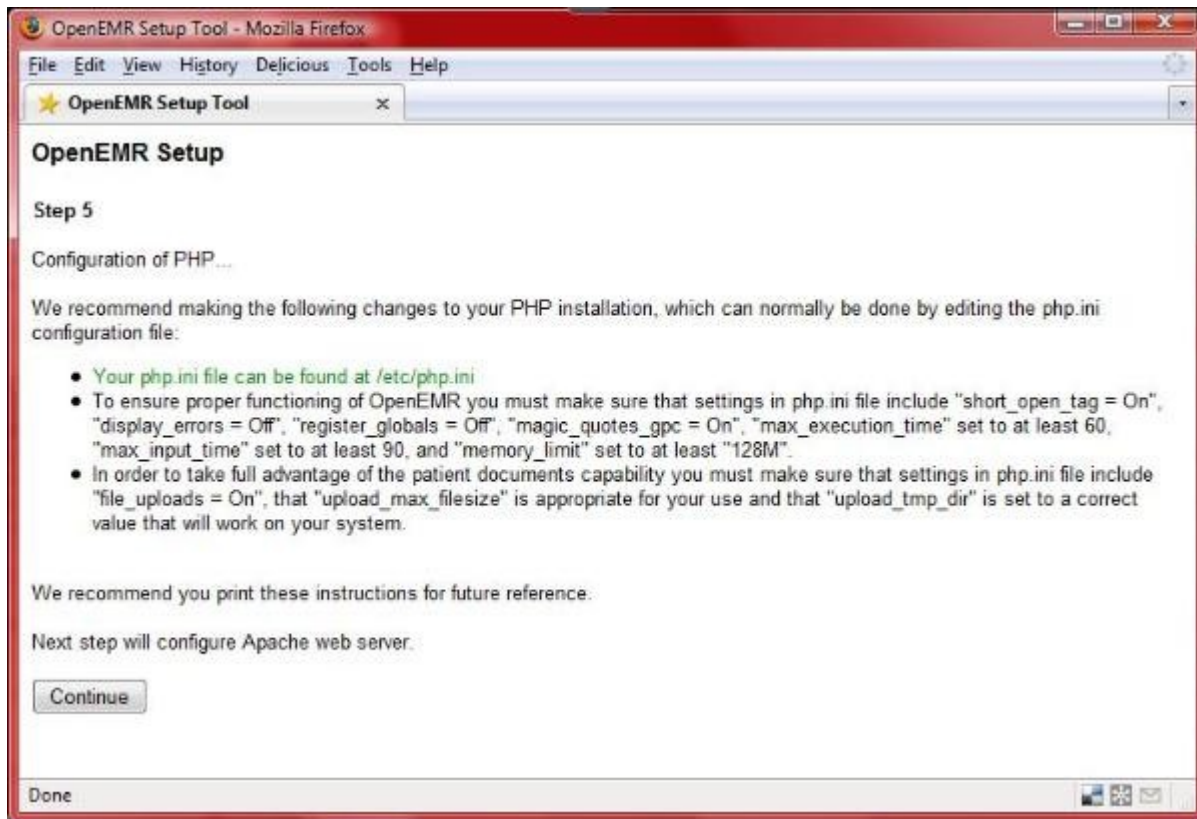 OpenEMR Setup Tool - Mozilla Firefox
File Edit View History Delicious Tools Help
OpenEMR Setup Tool
OpenEMR Setup
Step 5
Configuration of PHP...
We recommend making the following changes to your PHP installation, which can normally be done by editing the php.ini
configuration file:
Your php.ini file can be found at /etc/php.ini
To ensure proper functioning of OpenEMR you must make sure that settings in php.ini file include "short_open_tag = On",
"display_errors = Off", "register_globals = Off", "magic_quotes_gpc = On", "max_execution_time" set to at least 60,
"max_input_time" set to at least 90, and "memory_limit" set to at least "128M".
In order to take full advantage of the patient documents capability you must make sure that settings in php.ini file include
"file_uploads = On", that "upload_max_filesize" is appropriate for your use and that "upload_tmp_dir" is set to a correct
value that will work on your system.
We recommend you print these instructions for future reference.
Next step will configure Apache web server.
Continue
Done